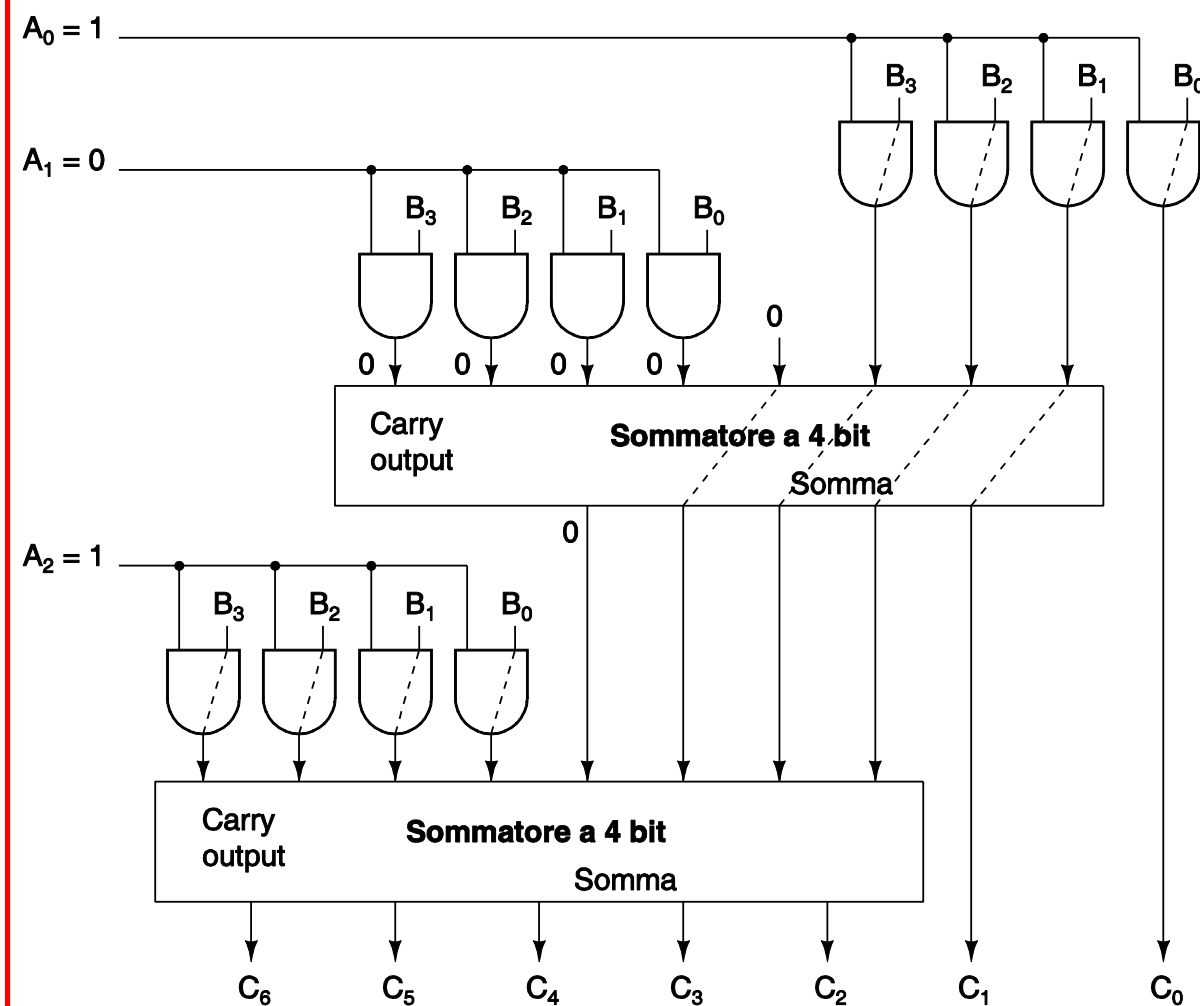 A₀ = 1
B₃ B₂ B₁ B₀
A₁ = 0
B₃ B₂ B₁ B₀
0
0 0 0 0
Carry output
Sommatore a 4 bit
Somma
0
A₂ = 1
B₃ B₂ B₁ B₀
Carry output
Sommatore a 4 bit
Somma
C₆ C₅ C₄ C₃ C₂ C₁ C₀